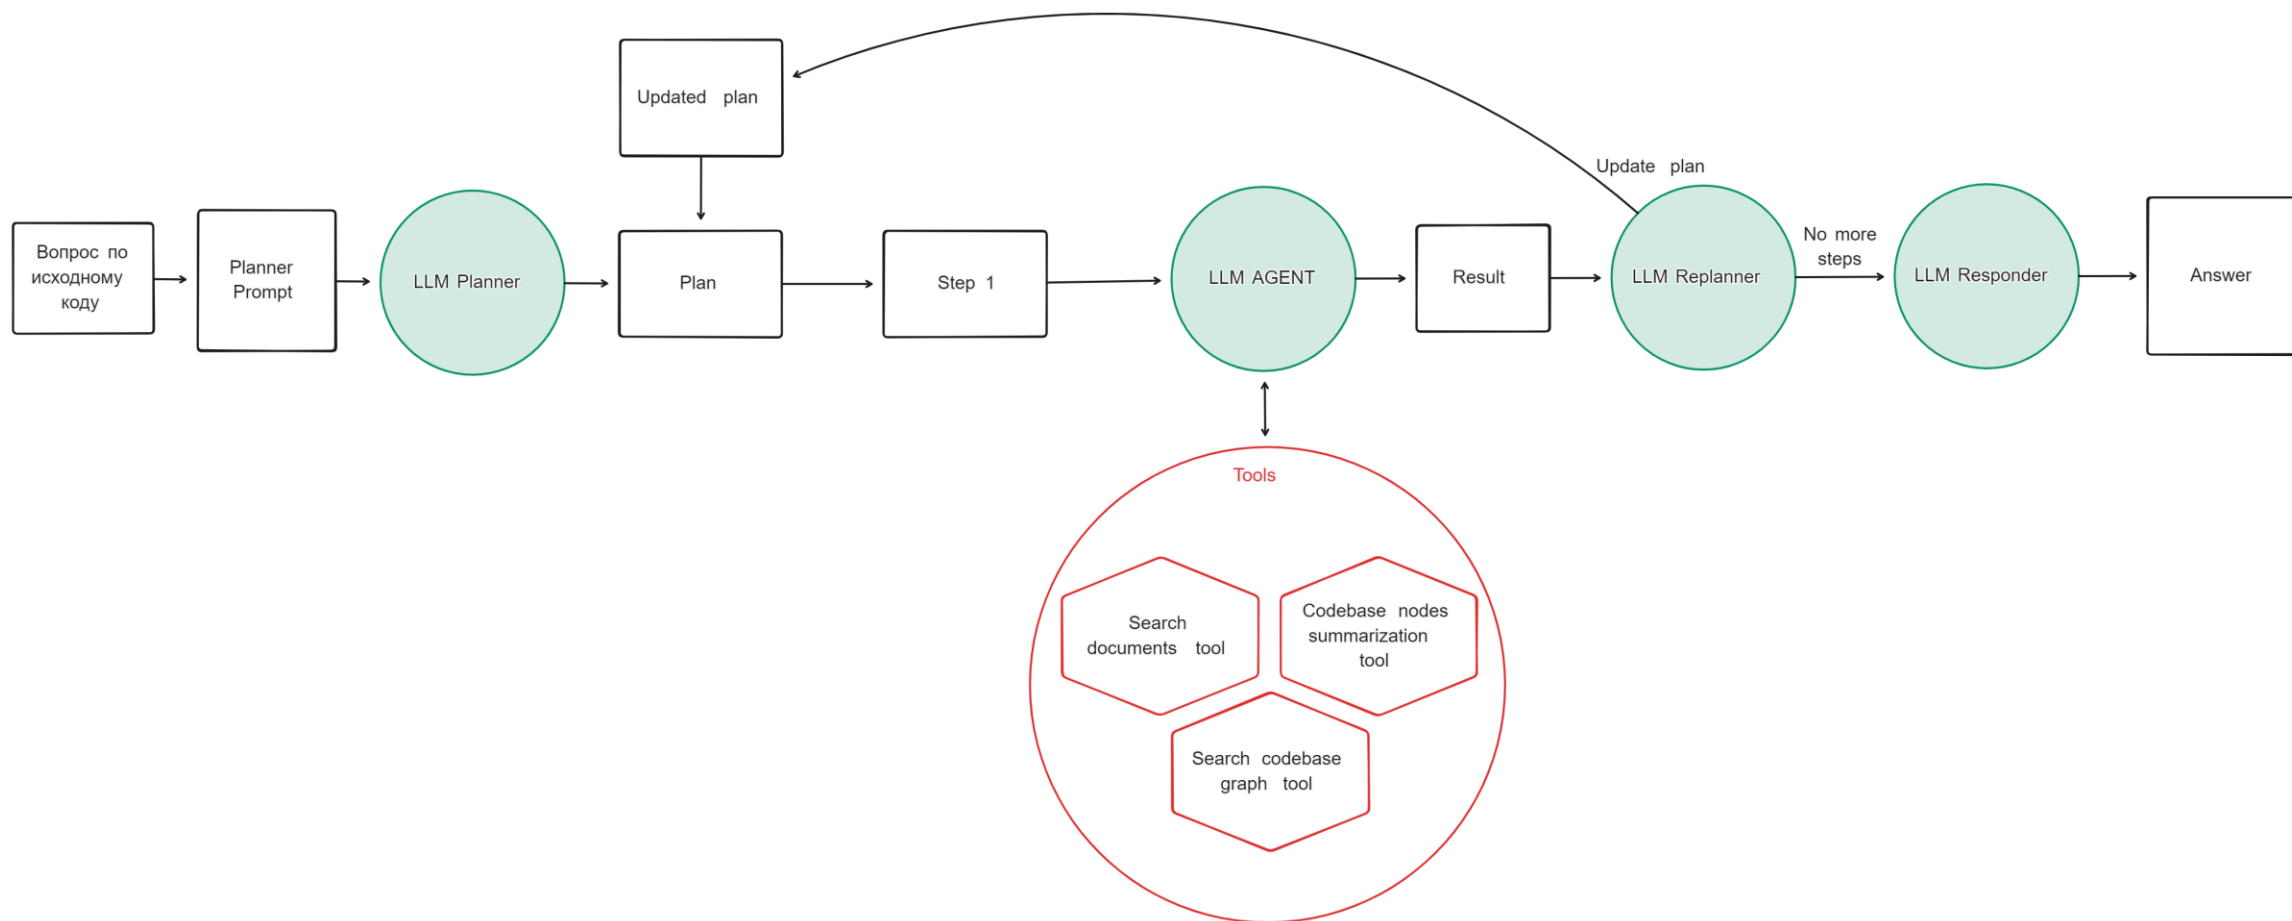 Updated plan
Update plan
Вопрос по
исходному
коду
Planner
Prompt
LLM Planner
Plan
Step 1
LLM AGENT
Result
LLM Replanner
No more
steps
LLM Responder
Answer
Tools
Search
documents tool
Codebase nodes
summarization
tool
Search codebase
graph tool